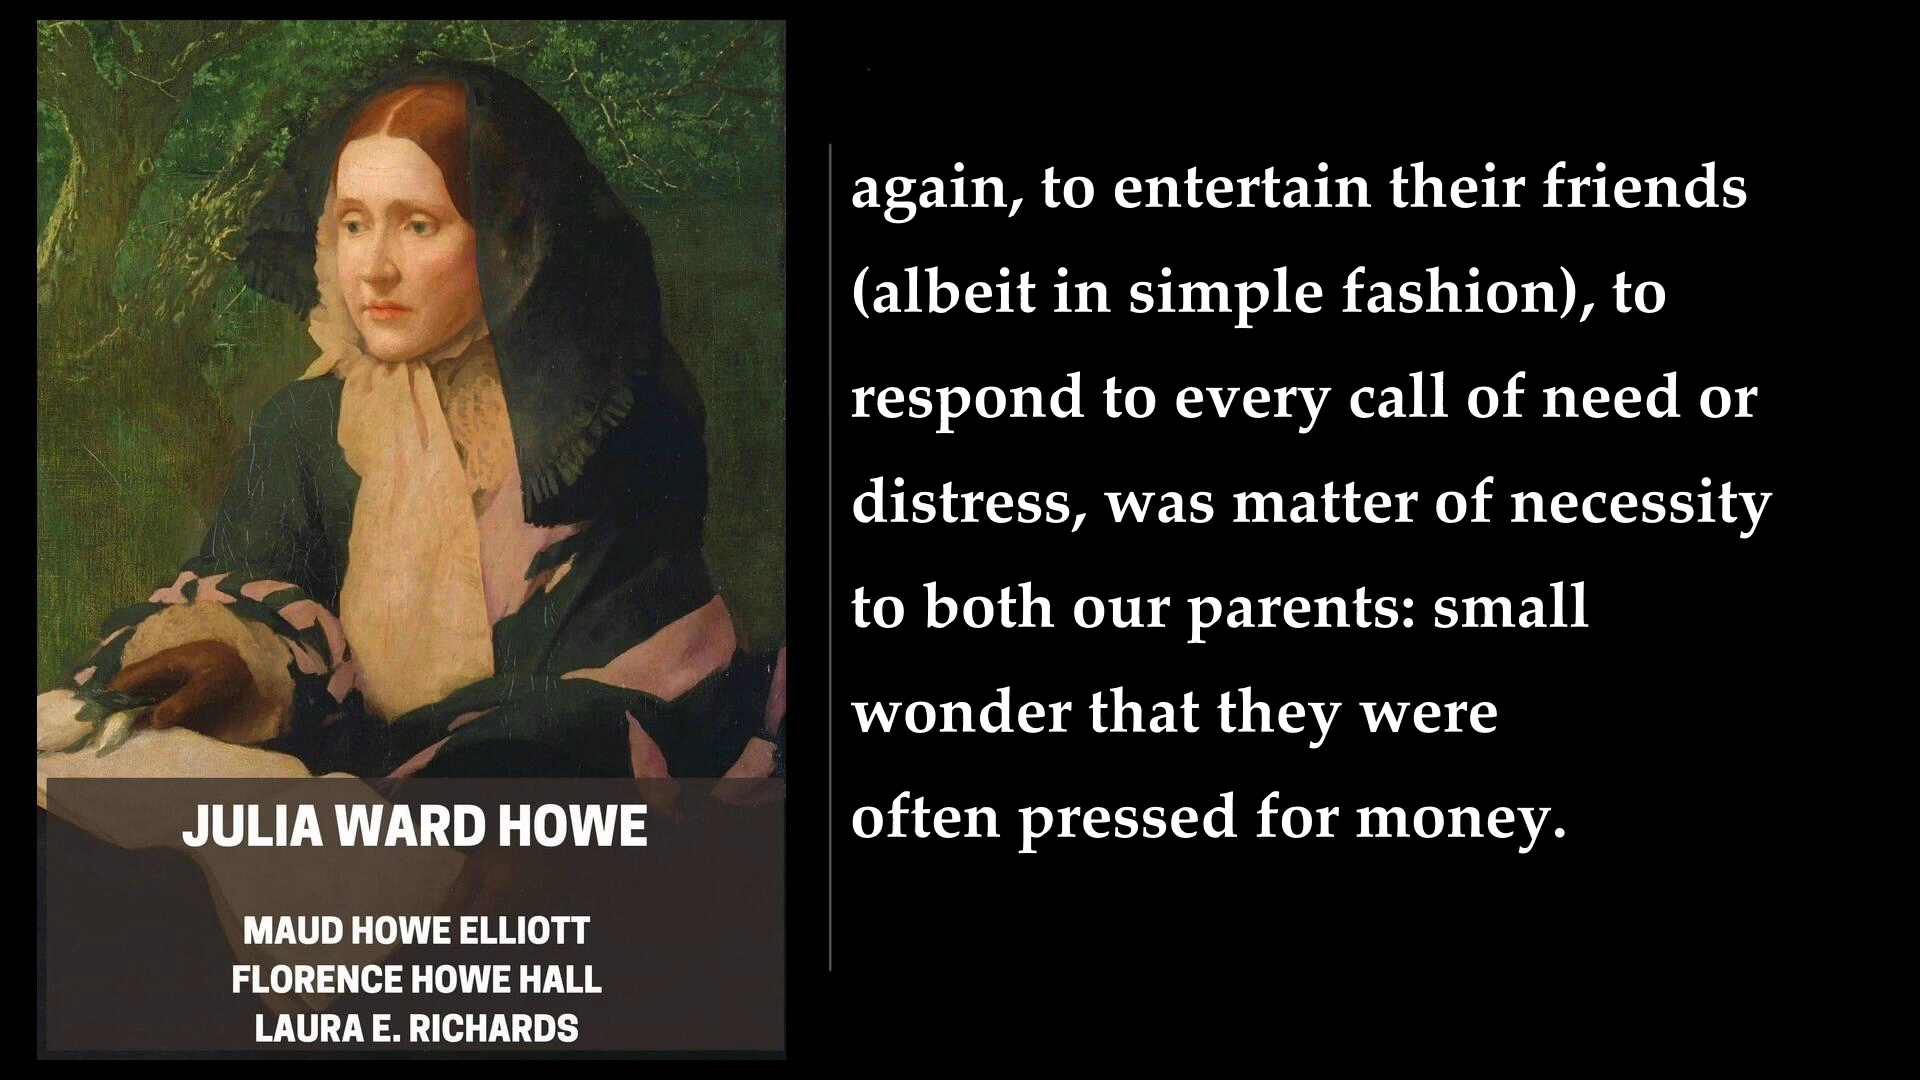 JULIA WARD HOWE
MAUD HOWE ELLIOTT
FLORENCE HOWE HALL
LAURA E. RICHARDS
again, to entertain their friends
(albeit in simple fashion), to
respond to every call of need or
distress, was matter of necessity
to both our parents: small
wonder that they were
often pressed for money.